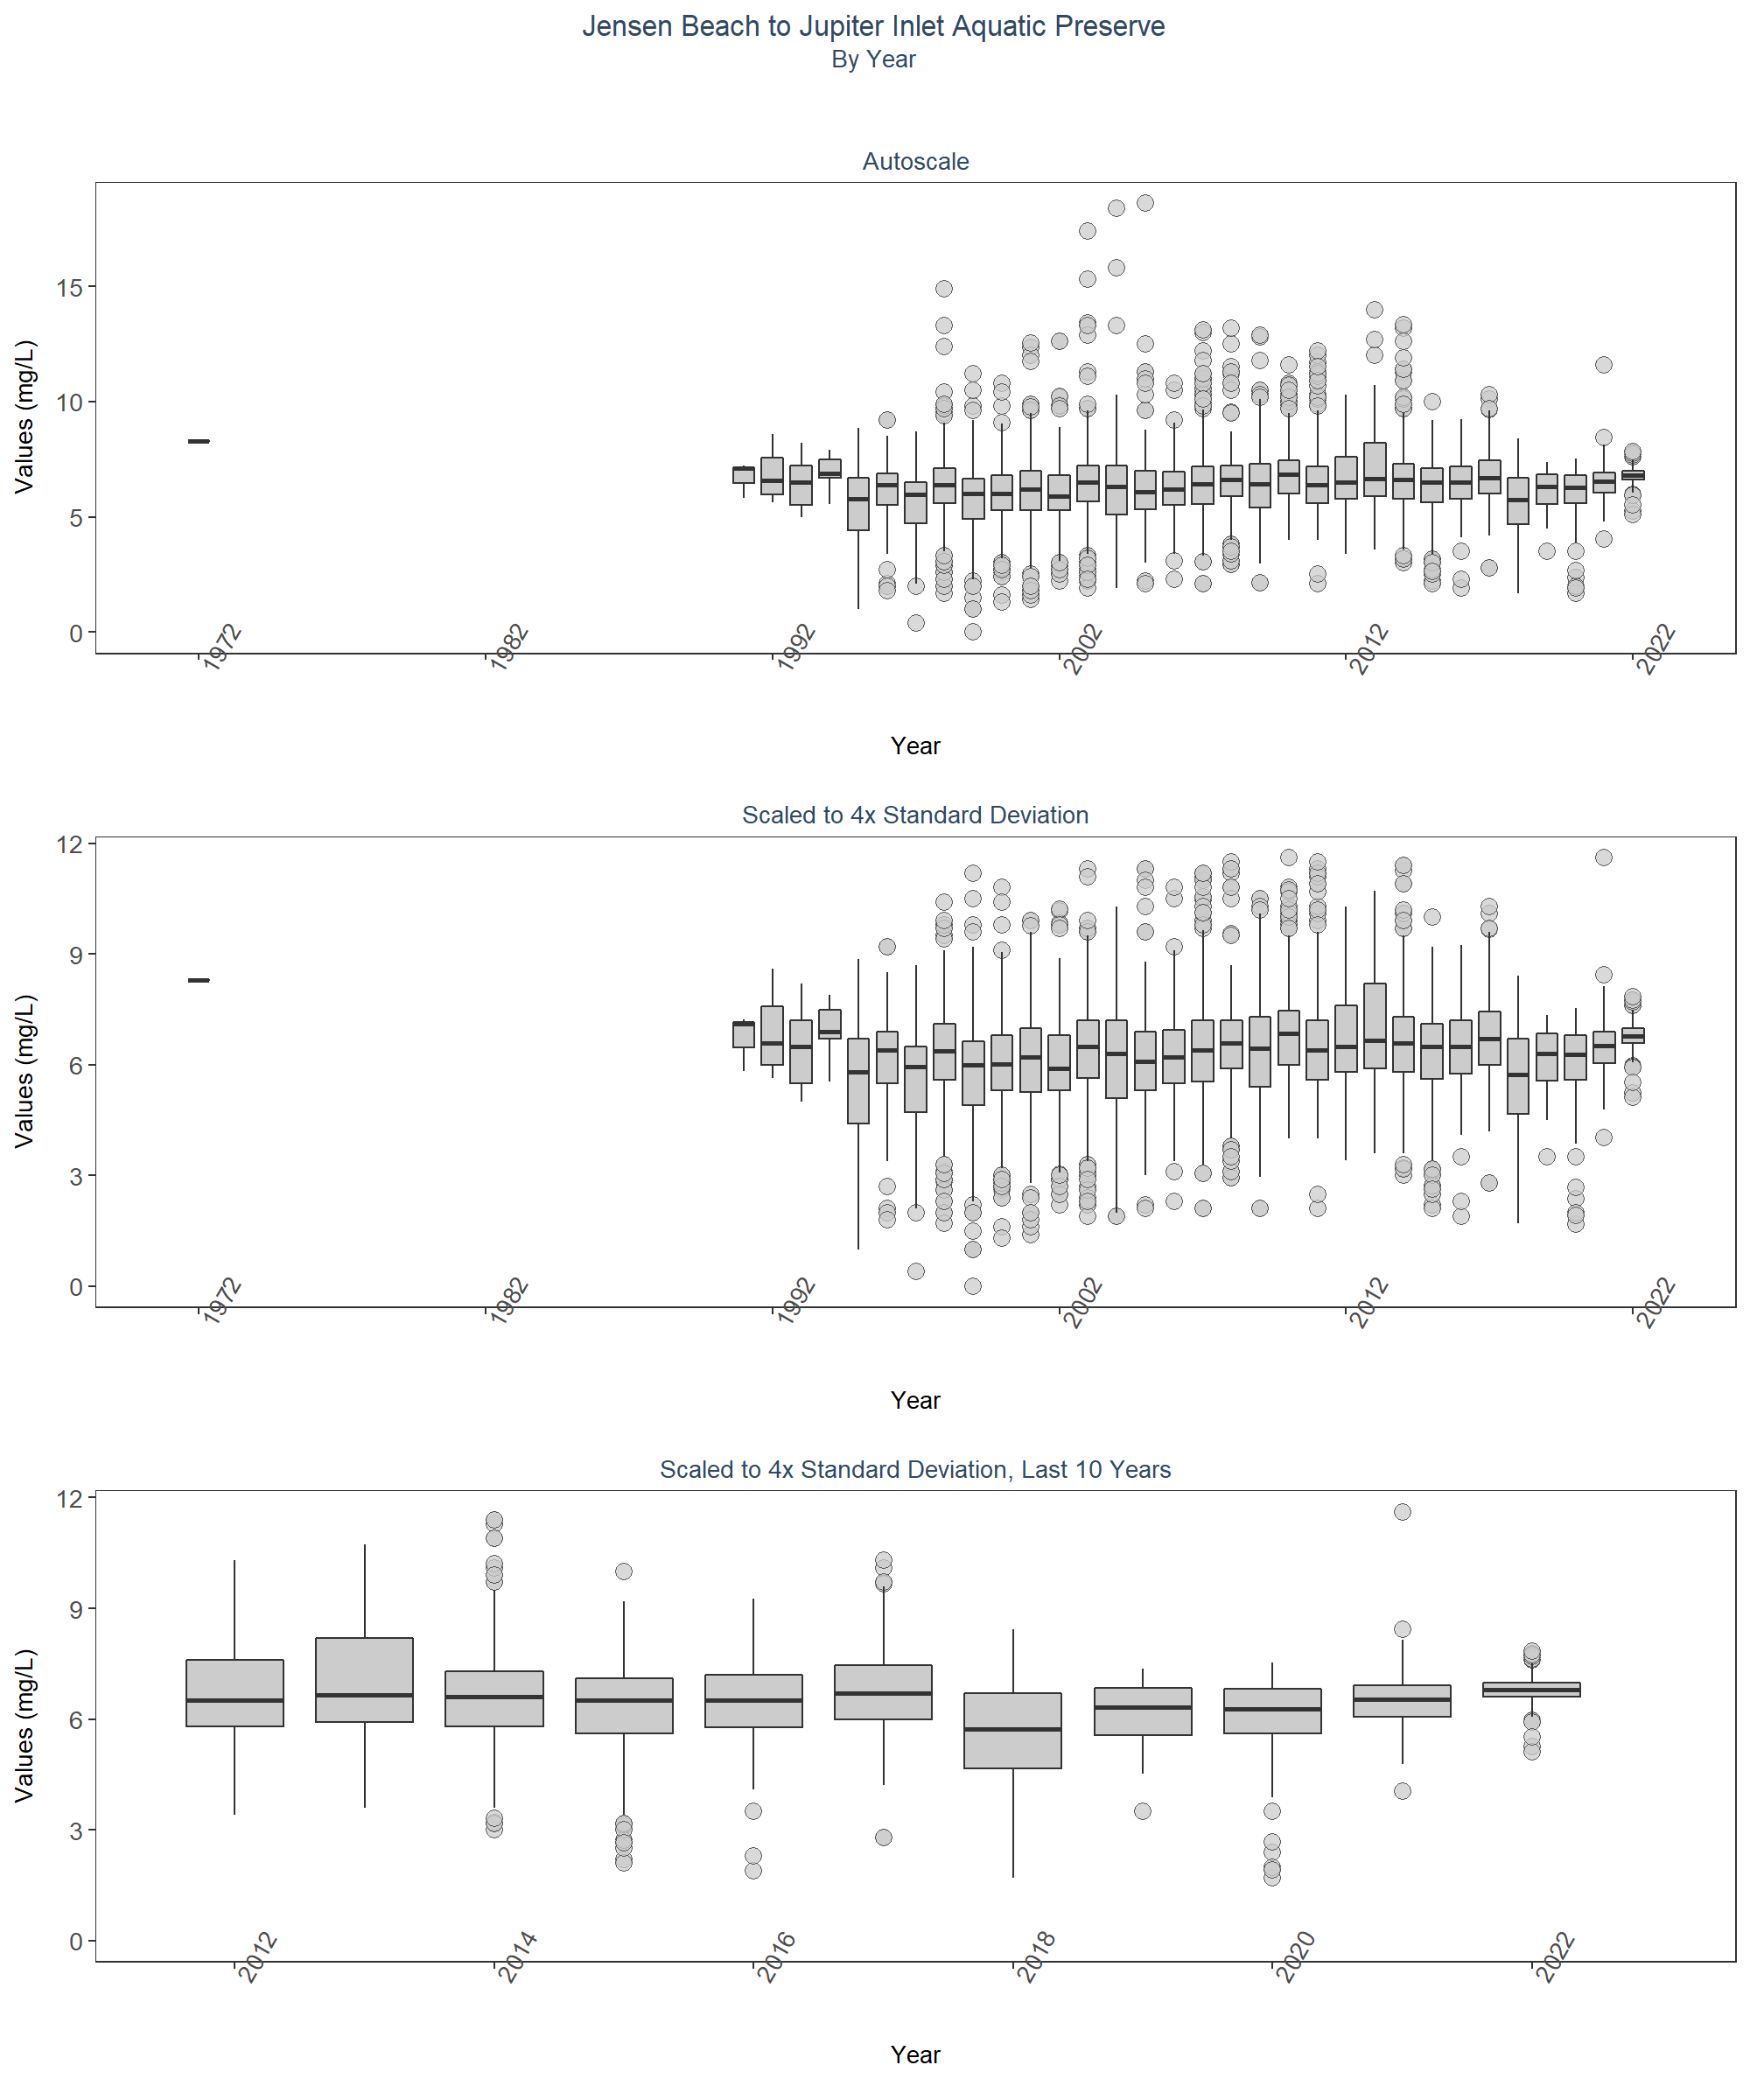 Jensen Beach to Jupiter Inlet Aquatic Preserve
By Year
Autoscale
Values (mg/L)
15
10
5
0
1972
1982
1992
2002
2012
2022
Year
Scaled to 4x Standard Deviation
Values (mg/L)
12
9
6
3
0
1972
1982
1992
2002
2012
2022
Year
Scaled to 4x Standard Deviation, Last 10 Years
Values (mg/L)
12
9
6
3
0
2012
2014
2016
2018
2020
2022
Year